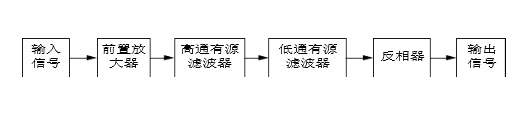 输入
信号
前置放
大器
高通有源
滤波器
低通有源
滤波器
反相器
输出
信号